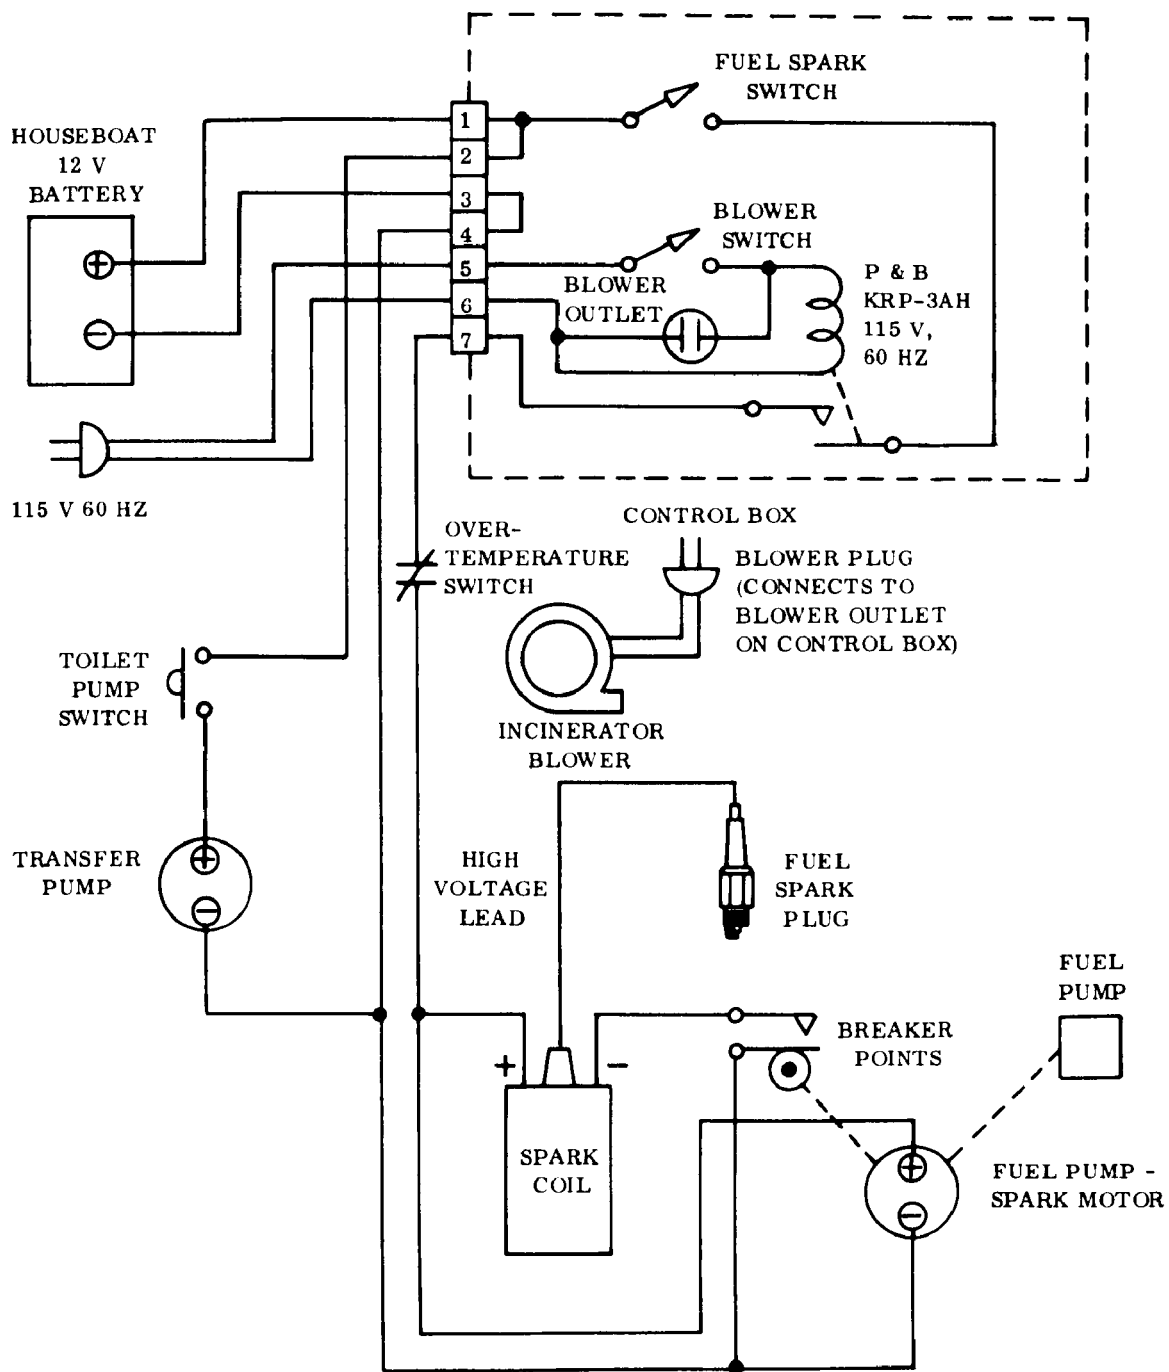 FUEL SPARK
SWITCH
HOUSEBOAT
12 V
BATTERY
1
2
3
4
5
6
7
BLOWER
SWITCH
BLOWER
OUTLET
P & B
KRP-3AH
115 V,
60 HZ
+
−
115 V 60 HZ
CONTROL BOX
OVER-
TEMPERATURE
SWITCH
BLOWER PLUG
(CONNECTS TO
BLOWER OUTLET
ON CONTROL BOX)
TOILET
PUMP
SWITCH
INCINERATOR
BLOWER
TRANSFER
PUMP
+
−
HIGH
VOLTAGE
LEAD
FUEL
SPARK
PLUG
FUEL
PUMP
BREAKER
POINTS
+
−
SPARK
COIL
+
−
FUEL PUMP -
SPARK MOTOR